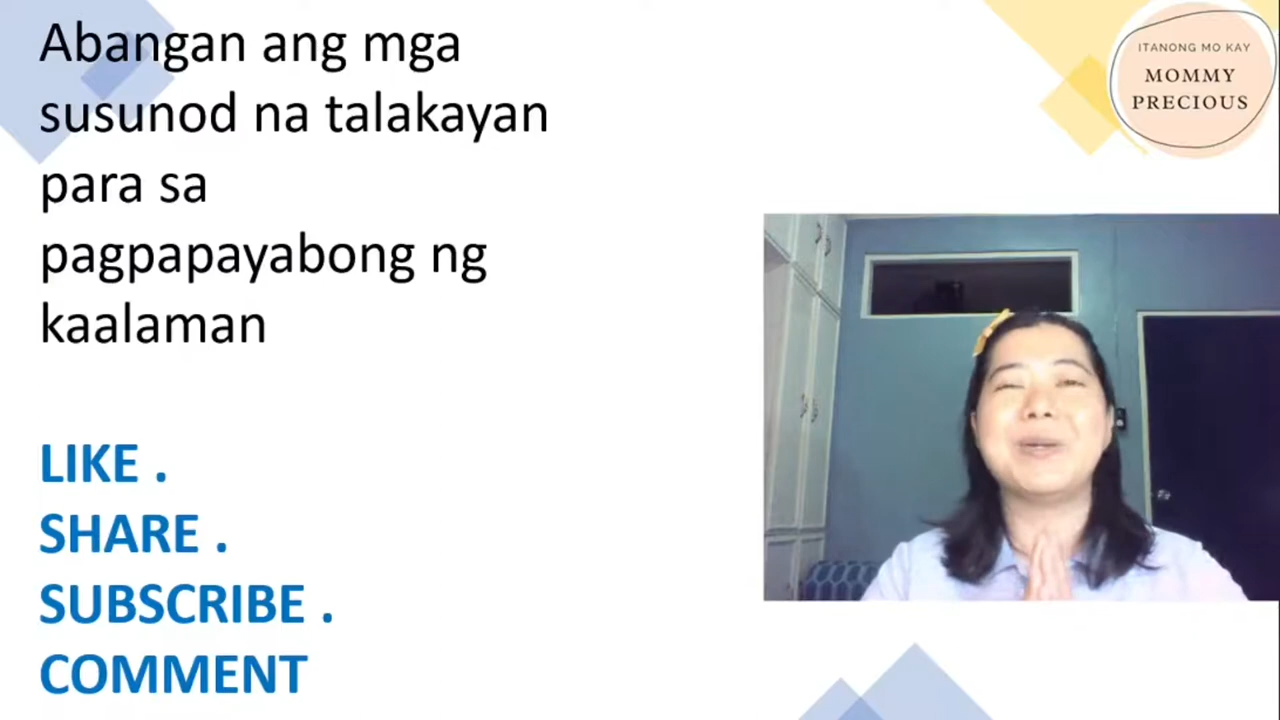 Abangan ang mga
susunod na talakayan
para sa
pagpapayabong ng
kaalaman
LIKE .
SHARE .
SUBSCRIBE .
COMMENT
ITANONG MO KAY
MOMMY
PRECIOUS